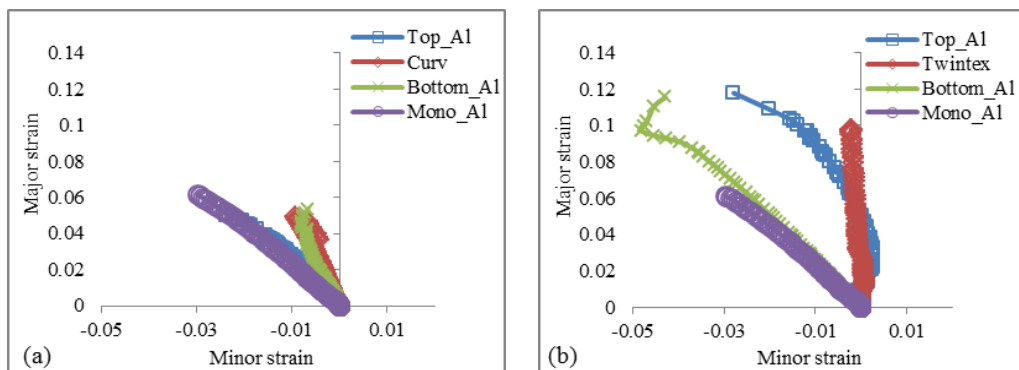 0.14
0.12
0.1
0.08
0.06
0.04
0.02
0
Major strain
-0.05 -0.03 -0.01 0.01
Minor strain
Top_Al
Curv
Bottom_Al
Mono_Al
(a)
0.14
0.12
0.1
0.08
0.06
0.04
0.02
0
Major strain
-0.05 -0.03 -0.01 0.01
Minor strain
Top_Al
Twintex
Bottom_Al
Mono_Al
(b)